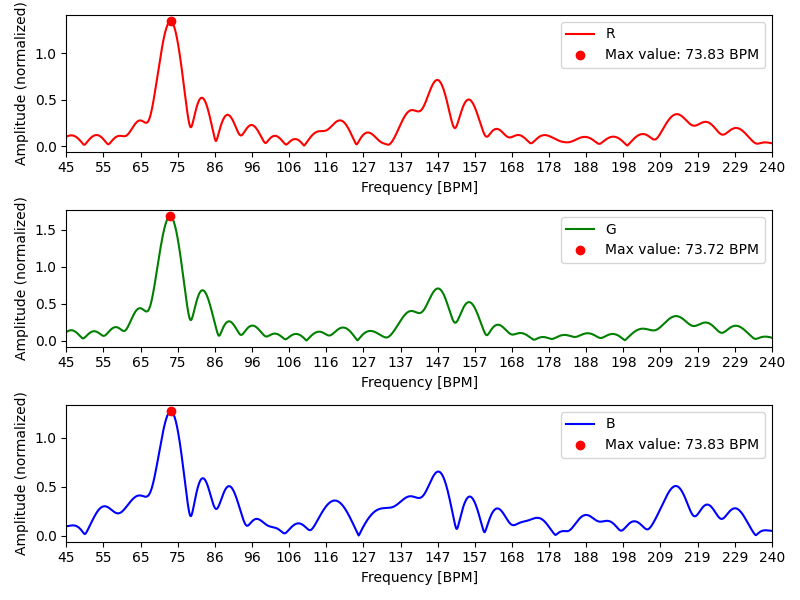 Amplitude (normalized)
1.0
0.5
0.0
R
Max value: 73.83 BPM
45 55 65 75 86 96 106 116 127 137 147 157 168 178 188 198 209 219 229 240
Frequency [BPM]
Amplitude (normalized)
1.5
1.0
0.5
0.0
G
Max value: 73.72 BPM
45 55 65 75 86 96 106 116 127 137 147 157 168 178 188 198 209 219 229 240
Frequency [BPM]
Amplitude (normalized)
1.0
0.5
0.0
B
Max value: 73.83 BPM
45 55 65 75 86 96 106 116 127 137 147 157 168 178 188 198 209 219 229 240
Frequency [BPM]